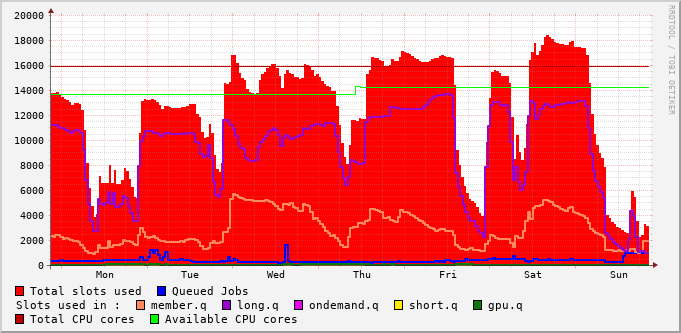 20000
18000
16000
14000
12000
10000
8000
6000
4000
2000
0
Mon Tue Wed Thu Fri Sat Sun
RRDTOOL / TOBI OETIKER
Total slots used Queued Jobs
Slots used in : member.q long.q ondemand.q short.q gpu.q
Total CPU cores Available CPU cores